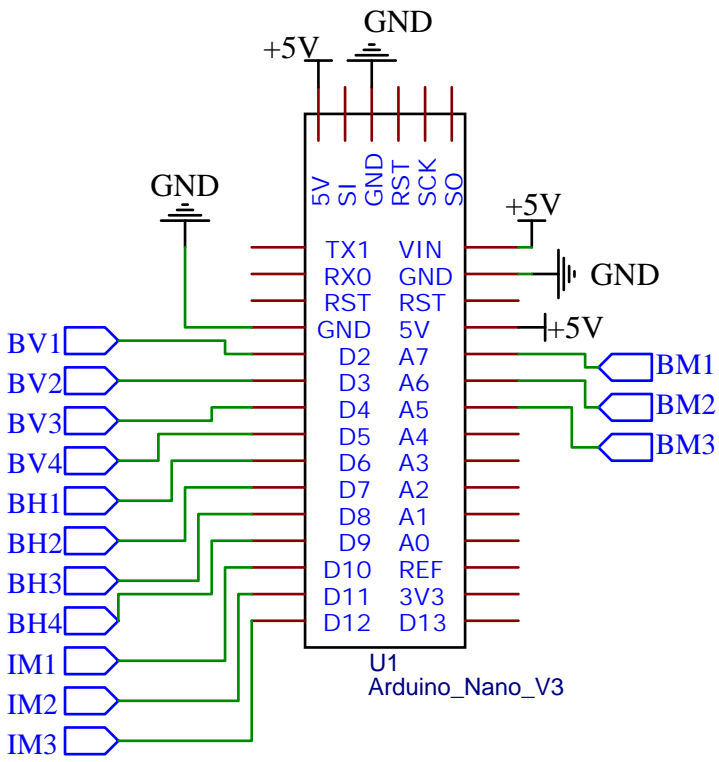 GND
+5V
5V SI GND RST SCK SO
GND
+5V
TX1 VIN
RX0 GND GND
RST RST
GND 5V +5V
BV1 D2 A7 BM1
BV2 D3 A6 BM2
BV3 D4 A5 BM3
BV4 D5 A4
BH1 D6 A3
BH2 D7 A2
BH3 D8 A1
BH4 D9 A0
IM1 D10 REF
IM2 D11 3V3
IM3 D12 D13
U1
Arduino_Nano_V3